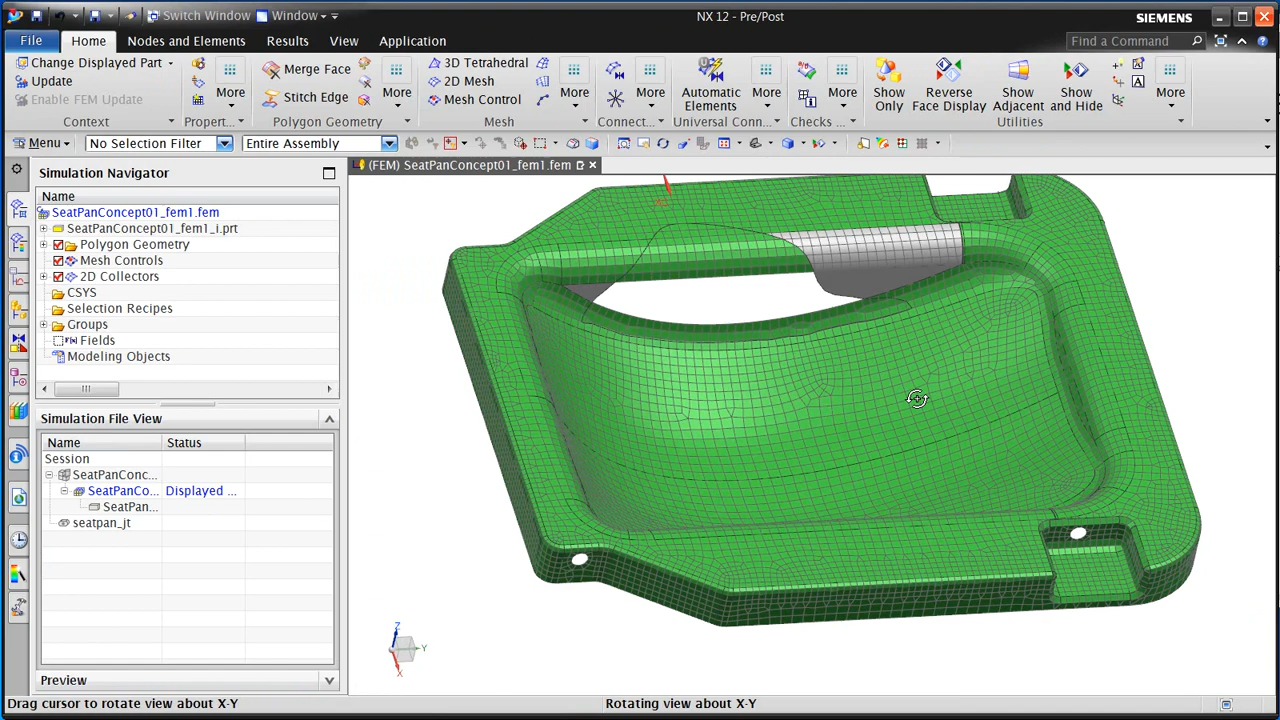 Switch Window
Window
NX 12 - Pre/Post
SIEMENS
File
Home
Nodes and Elements
Results
View
Application
Find a Command
Change Displayed Part
Update
Enable FEM Update
Context
More
Propert...
Merge Face
Stitch Edge
More
Polygon Geometry
3D Tetrahedral
2D Mesh
Mesh Control
More
Mesh
More
Connect...
Automatic
Elements
More
Universal Conn...
More
Checks ...
Show
Only
Reverse
Face Display
Show
Adjacent
Show
and Hide
More
Utilities
Menu
No Selection Filter
Entire Assembly
Simulation Navigator
Name
SeatPanConcept01_fem1.fem
SeatPanConcept01_fem1_i.prt
Polygon Geometry
Mesh Controls
2D Collectors
CSYS
Selection Recipes
Groups
Fields
Modeling Objects
Simulation File View
Name
Status
Session
SeatPanConc...
SeatPanCo...
Displayed ...
SeatPan...
seatpan_jt
Preview
(FEM) SeatPanConcept01_fem1.fem
Z
Y
X
Drag cursor to rotate view about X-Y
Rotating view about X-Y